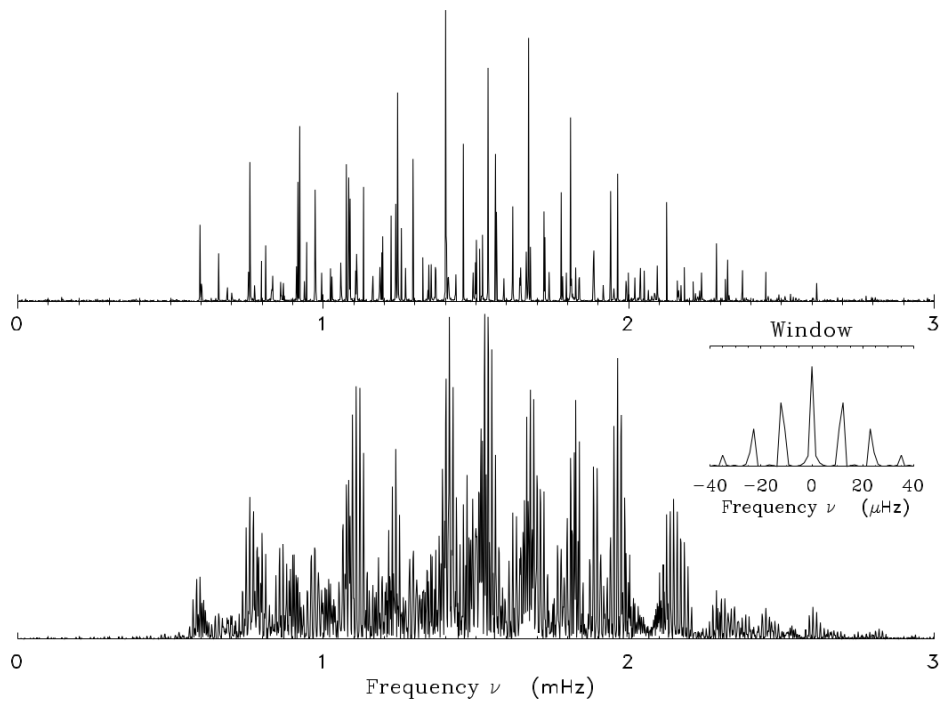 0 1 2 3
Window
−40 −20 0 20 40
Frequency ν (μHz)
0 1 2 3
Frequency ν (mHz)